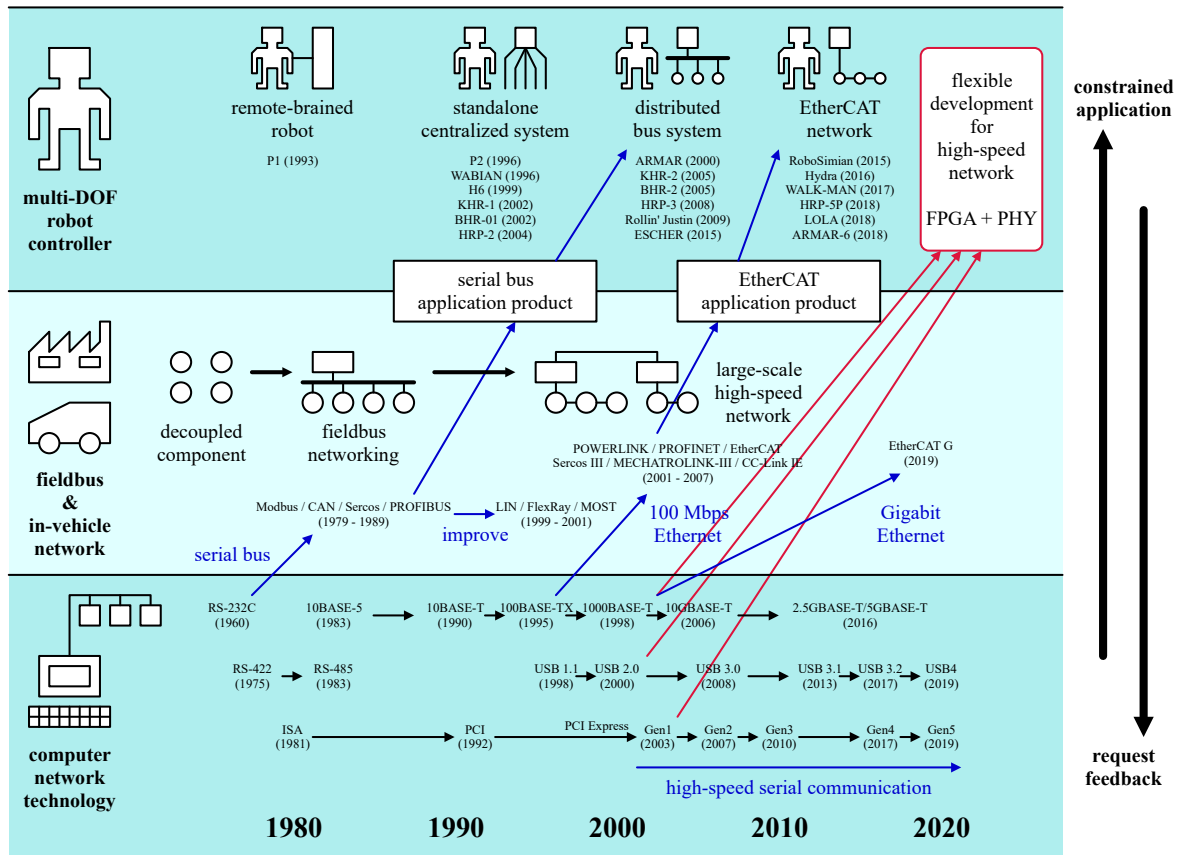 multi-DOF
robot
controller
remote-brained
robot
P1 (1993)
standalone
centralized system
P2 (1996)
WABIAN (1996)
H6 (1999)
KHR-1 (2002)
BHR-01 (2002)
HRP-2 (2004)
distributed
bus system
ARMAR (2000)
KHR-2 (2005)
BHR-2 (2005)
HRP-3 (2008)
Rollin' Justin (2009)
ESCHER (2015)
EtherCAT
network
RoboSimian (2015)
Hydra (2016)
WALK-MAN (2017)
HRP-5P (2018)
LOLA (2018)
ARMAR-6 (2018)
flexible
development
for
high-speed
network
FPGA + PHY
constrained
application
serial bus
application product
EtherCAT
application product
fieldbus
&
in-vehicle
network
decoupled
component
fieldbus
networking
large-scale
high-speed
network
Modbus / CAN / Sercos / PROFIBUS
(1979 - 1989)
LIN / FlexRay / MOST
(1999 - 2001)
POWERLINK / PROFINET / EtherCAT
Sercos III / MECHATROLINK-III / CC-Link IE
(2001 - 2007)
EtherCAT G
(2019)
serial bus
improve
100 Mbps
Ethernet
Gigabit
Ethernet
computer
network
technology
RS-232C
(1960)
10BASE-5
(1983)
10BASE-T
(1990)
100BASE-TX
(1995)
1000BASE-T
(1998)
10GBASE-T
(2006)
2.5GBASE-T/5GBASE-T
(2016)
RS-422
(1975)
RS-485
(1983)
USB 1.1
(1998)
USB 2.0
(2000)
USB 3.0
(2008)
USB 3.1
(2013)
USB 3.2
(2017)
USB4
(2019)
ISA
(1981)
PCI
(1992)
PCI Express
Gen1
(2003)
Gen2
(2007)
Gen3
(2010)
Gen4
(2017)
Gen5
(2019)
high-speed serial communication
request
feedback
1980
1990
2000
2010
2020